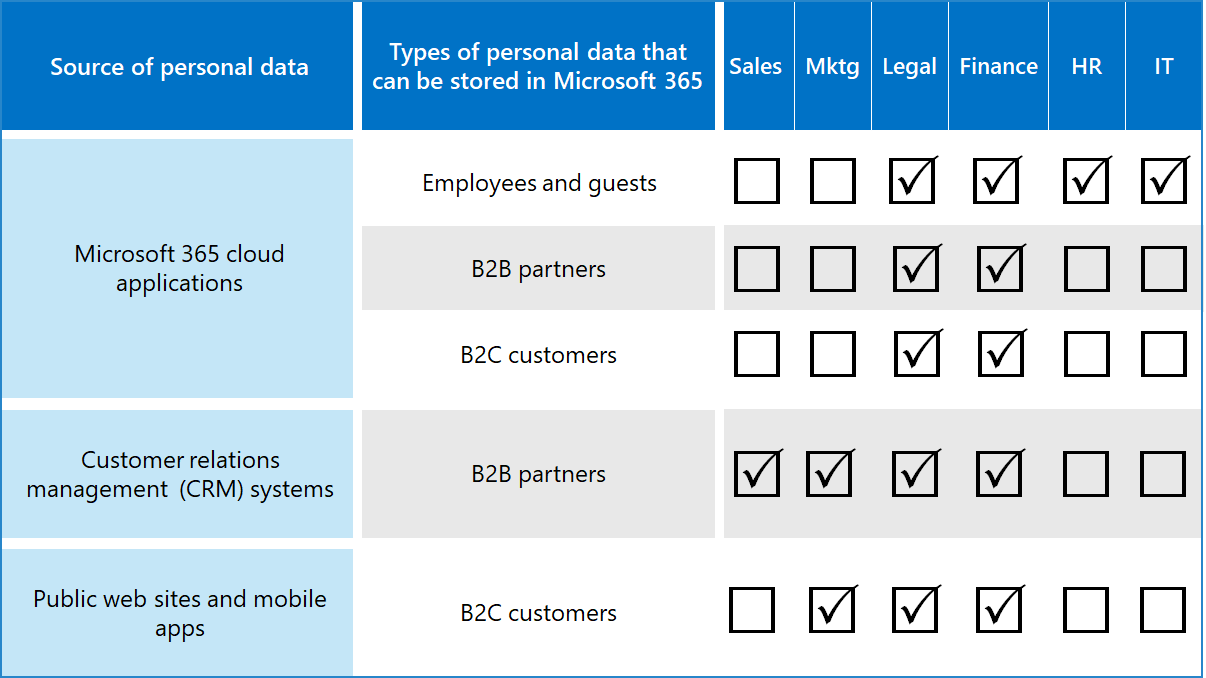 Source of personal data
Types of personal data that
can be stored in Microsoft 365
Sales
Mktg
Legal
Finance
HR
IT
Microsoft 365 cloud
applications
Employees and guests
B2B partners
B2C customers
Customer relations
management (CRM) systems
B2B partners
Public web sites and mobile
apps
B2C customers